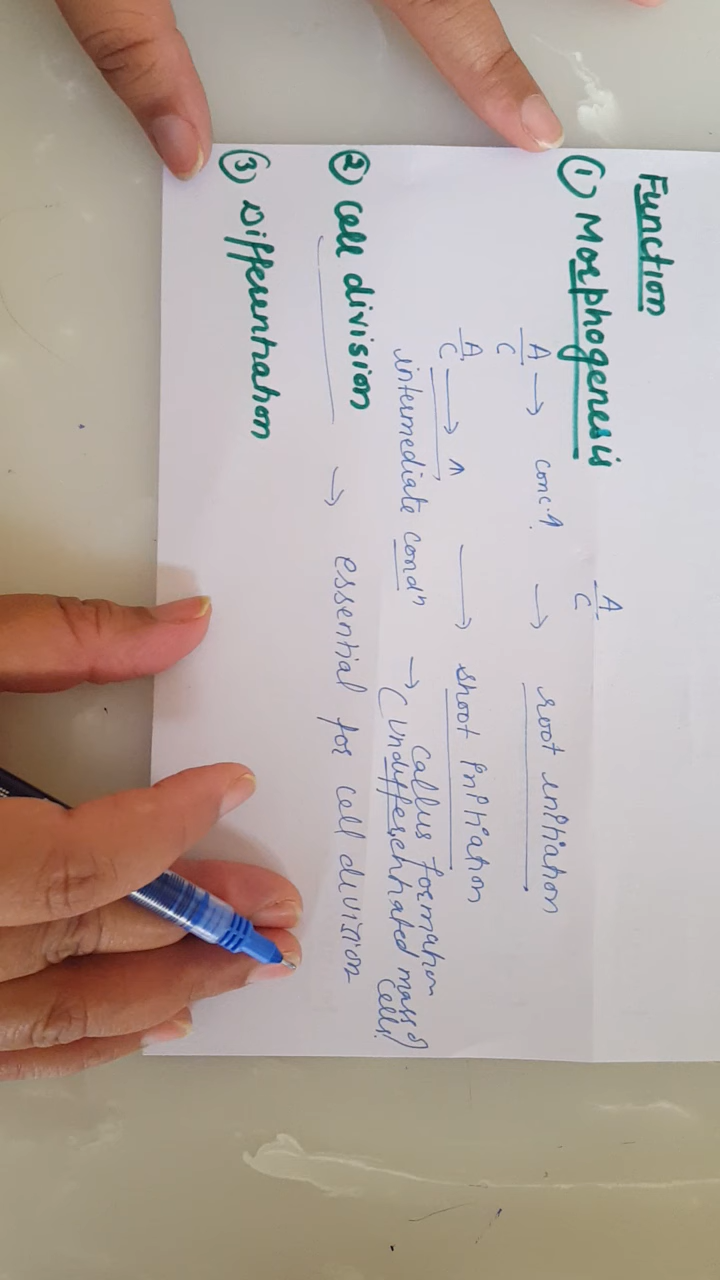 Function
① Morphogenesis
A/C
A/C → conc.↑ → root initiation
A/C → ↑ → shoot initiation
intermediate condn → callus formation
(undifferentiated mass of cells)
② cell division → essential for cell division
③ Differentiation